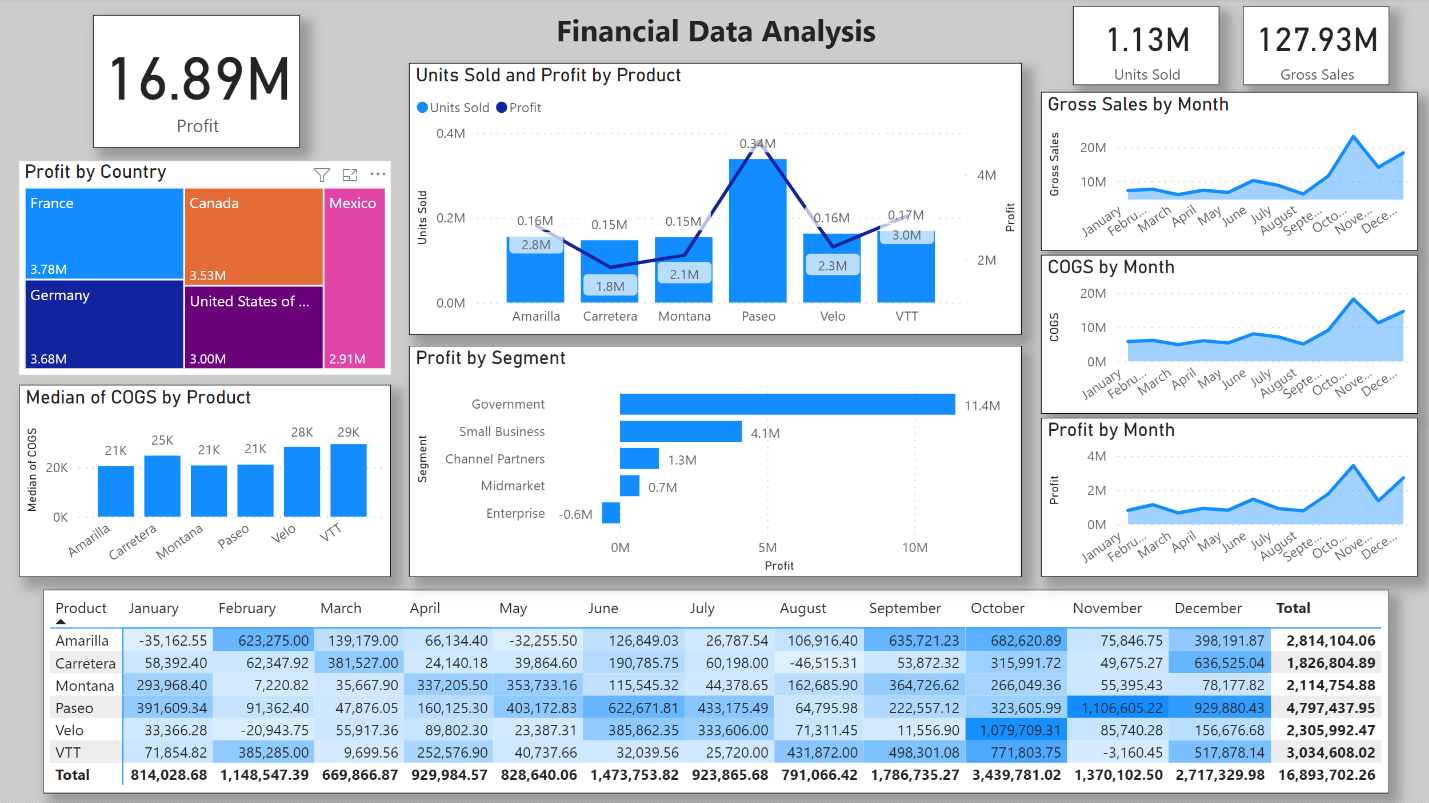 Financial Data Analysis
16.89M
Profit
1.13M
Units Sold
127.93M
Gross Sales
Profit by Country
France
3.78M
Germany
3.68M
Canada
3.53M
United States of ...
3.00M
Mexico
2.91M
Median of COGS by Product
Median of COGS
20K
0K
21K
25K
21K
21K
28K
29K
Amarilla
Carretera
Montana
Paseo
Velo
VTT
Units Sold and Profit by Product
Units Sold Profit
Units Sold
0.4M
0.2M
0.0M
0.16M
0.15M
0.15M
0.34M
0.16M
0.17M
2.8M
1.8M
2.1M
2.3M
3.0M
4M
2M
Profit
Amarilla Carretera Montana Paseo Velo VTT
Profit by Segment
Segment
Government 11.4M
Small Business 4.1M
Channel Partners 1.3M
Midmarket 0.7M
Enterprise -0.6M
0M 5M 10M
Profit
Gross Sales by Month
Gross Sales
20M
10M
January Febru... March April May June July August Septe... Octo... Nove... Dece...
COGS by Month
COGS
20M
10M
0M
January Febru... March April May June July August Septe... Octo... Nove... Dece...
Profit by Month
Profit
4M
2M
0M
January Febru... March April May June July August Septe... Octo... Nove... Dece...
Product January February March April May June July August September October November December Total
Amarilla -35,162.55 623,275.00 139,179.00 66,134.40 -32,255.50 126,849.03 26,787.54 106,916.40 635,721.23 682,620.89 75,846.75 398,191.87 2,814,104.06
Carretera 58,392.40 62,347.92 381,527.00 24,140.18 39,864.60 190,785.75 60,198.00 -46,515.31 53,872.32 315,991.72 49,675.27 636,525.04 1,826,804.89
Montana 293,968.40 7,220.82 35,667.90 337,205.50 353,733.16 115,545.32 44,378.65 162,685.90 364,726.62 266,049.36 55,395.43 78,177.82 2,114,754.88
Paseo 391,609.34 91,362.40 47,876.05 160,125.30 403,172.83 622,671.81 433,175.49 64,795.98 222,557.12 323,605.99 1,106,605.22 929,880.43 4,797,437.95
Velo 33,366.28 -20,943.75 55,917.36 89,802.30 23,387.31 385,862.35 333,606.00 71,311.45 11,556.90 1,079,709.31 85,740.28 156,676.68 2,305,992.47
VTT 71,854.82 385,285.00 9,699.56 252,576.90 40,737.66 32,039.56 25,720.00 431,872.00 498,301.08 771,803.75 -3,160.45 517,878.14 3,034,608.02
Total 814,028.68 1,148,547.39 669,866.87 929,984.57 828,640.06 1,473,753.82 923,865.68 791,066.42 1,786,735.27 3,439,781.02 1,370,102.50 2,717,329.98 16,893,702.26